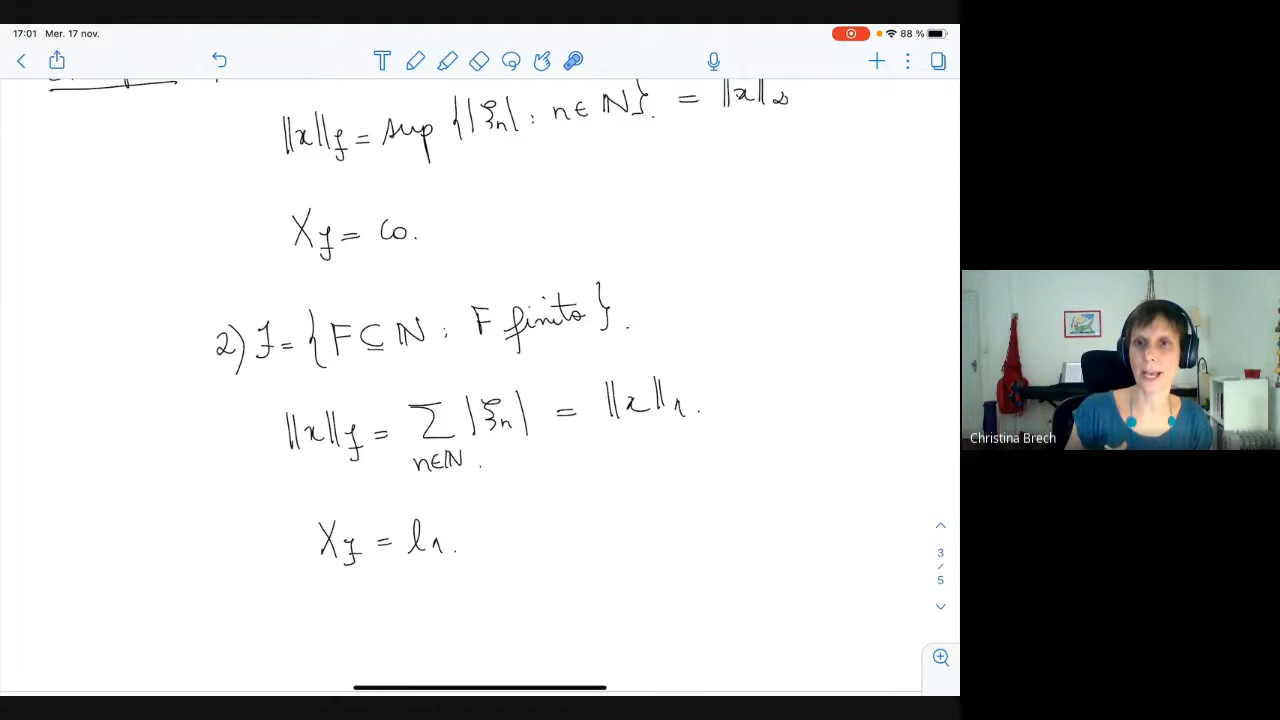 17:01 Mer. 17 nov.
88 %
‖x‖_F = sup {|ξₙ| : n ∈ ℕ}. = ‖x‖_∞
X_F = c₀.
2) F = {F ⊆ ℕ : F finito}.
‖x‖_F = ∑_{n∈ℕ} |ξₙ| = ‖x‖₁.
X_F = l₁.
Christina Brech
3
/
5